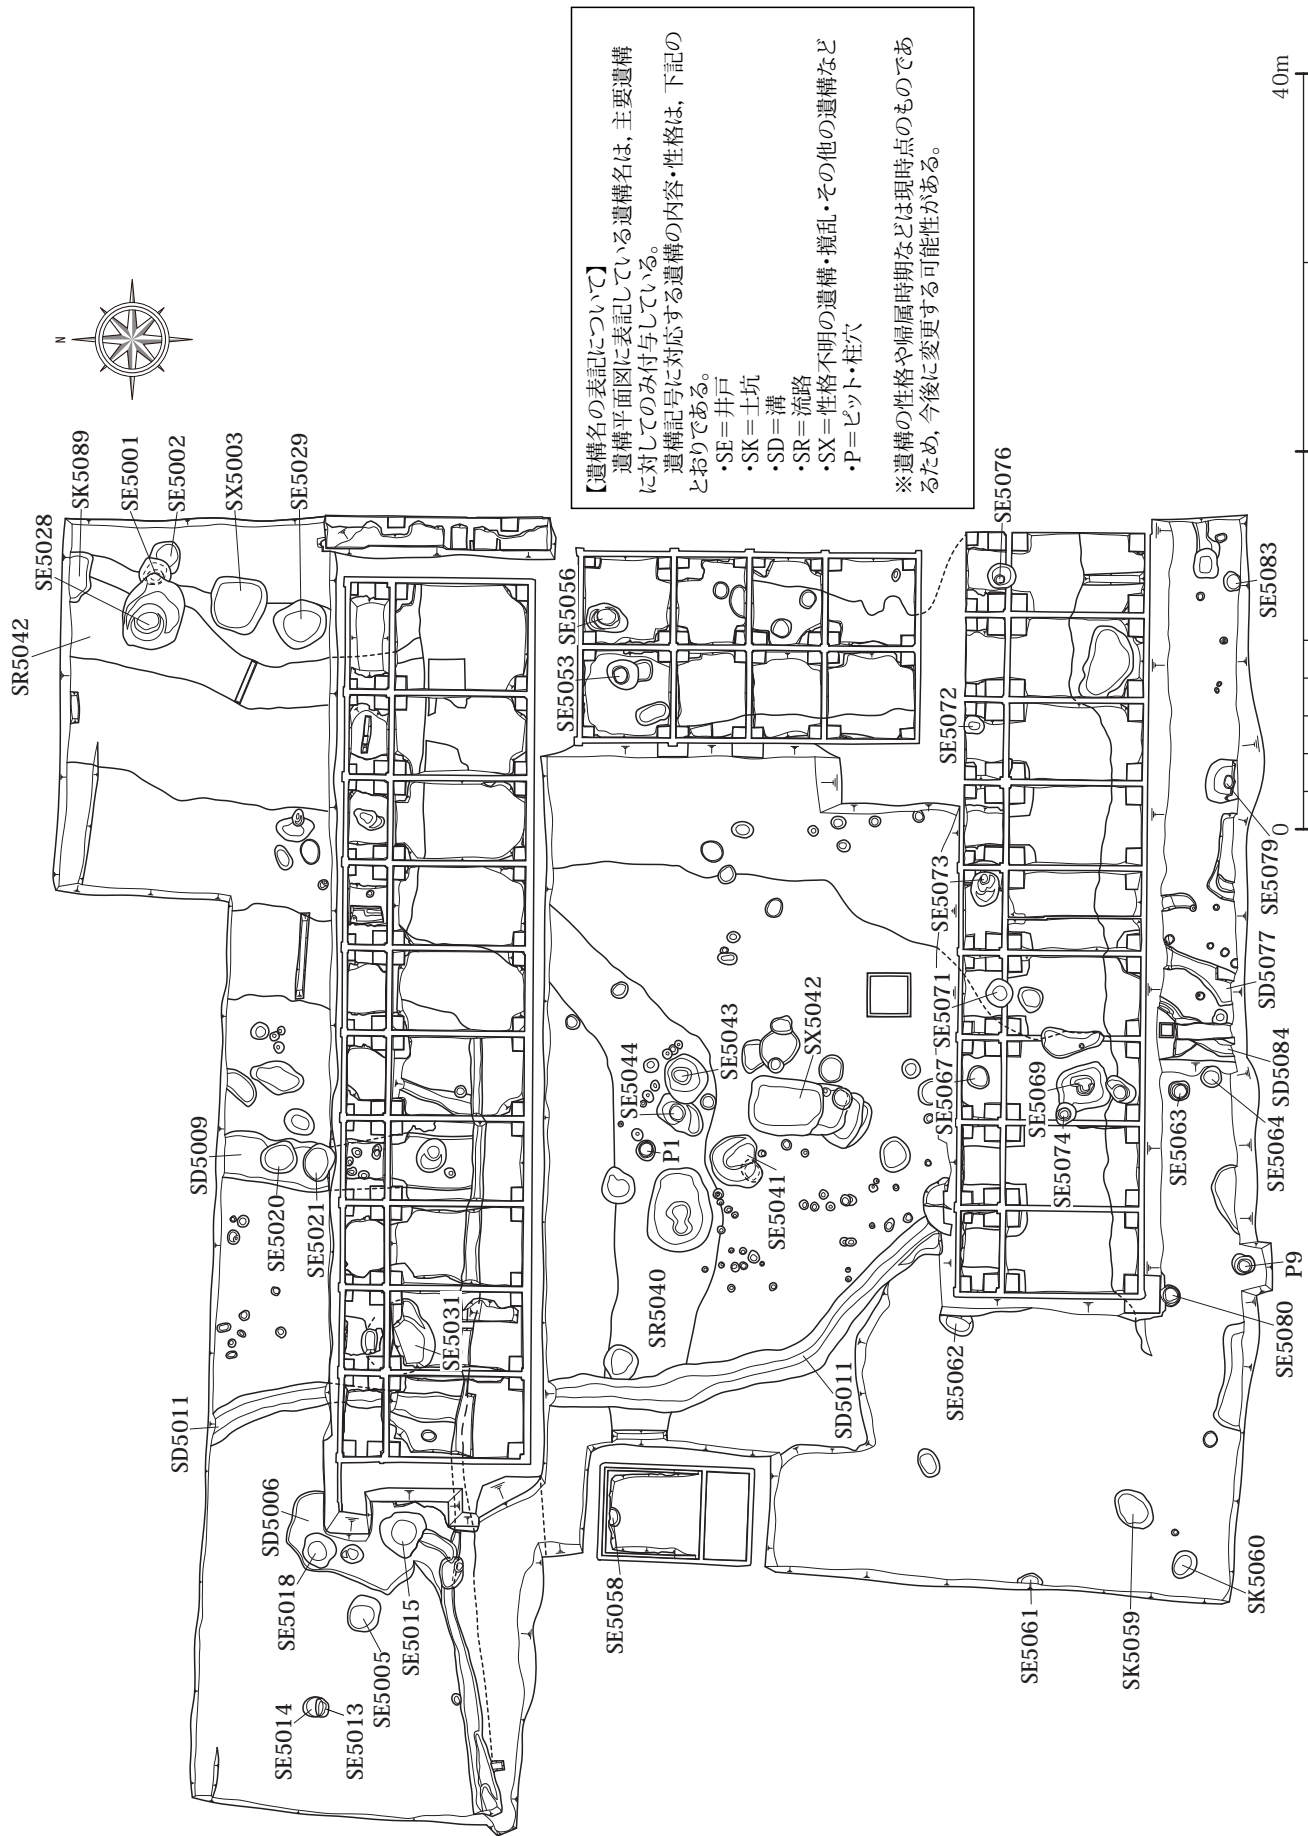 【遺構名の表記について】
遺構平面図に表記している遺構名は，主要遺構
に対してのみ付与している。
遺構記号に対応する遺構の内容・性格は，下記の
とおりである。
・SE＝井戸
・SK＝土坑
・SD＝溝
・SR＝流路
・SX＝性格不明の遺構・撹乱・その他の遺構など
・P＝ピット・柱穴
※遺構の性格や帰属時期などは現時点のものであ
るため，今後に変更する可能性がある。
N
SR5042
SE5028
SK5089
SE5001
SE5002
SX5003
SE5029
SD5009
SE5020
SE5021
SD5011
SD5006
SE5018
SE5005
SE5015
SE5014
SE5013
SE5031
SE5056
SE5053
SE5044
P1
SE5043
SX5042
SE5041
SR5040
SD5011
SE5058
SE5076
SE5072
SE5073
SE5071
SE5067
SE5069
SE5074
SE5062
SE5061
SK5059
SK5060
SE5083
SE5079
SD5077
SD5084
SE5064
SE5063
P9
SE5080
0
40m